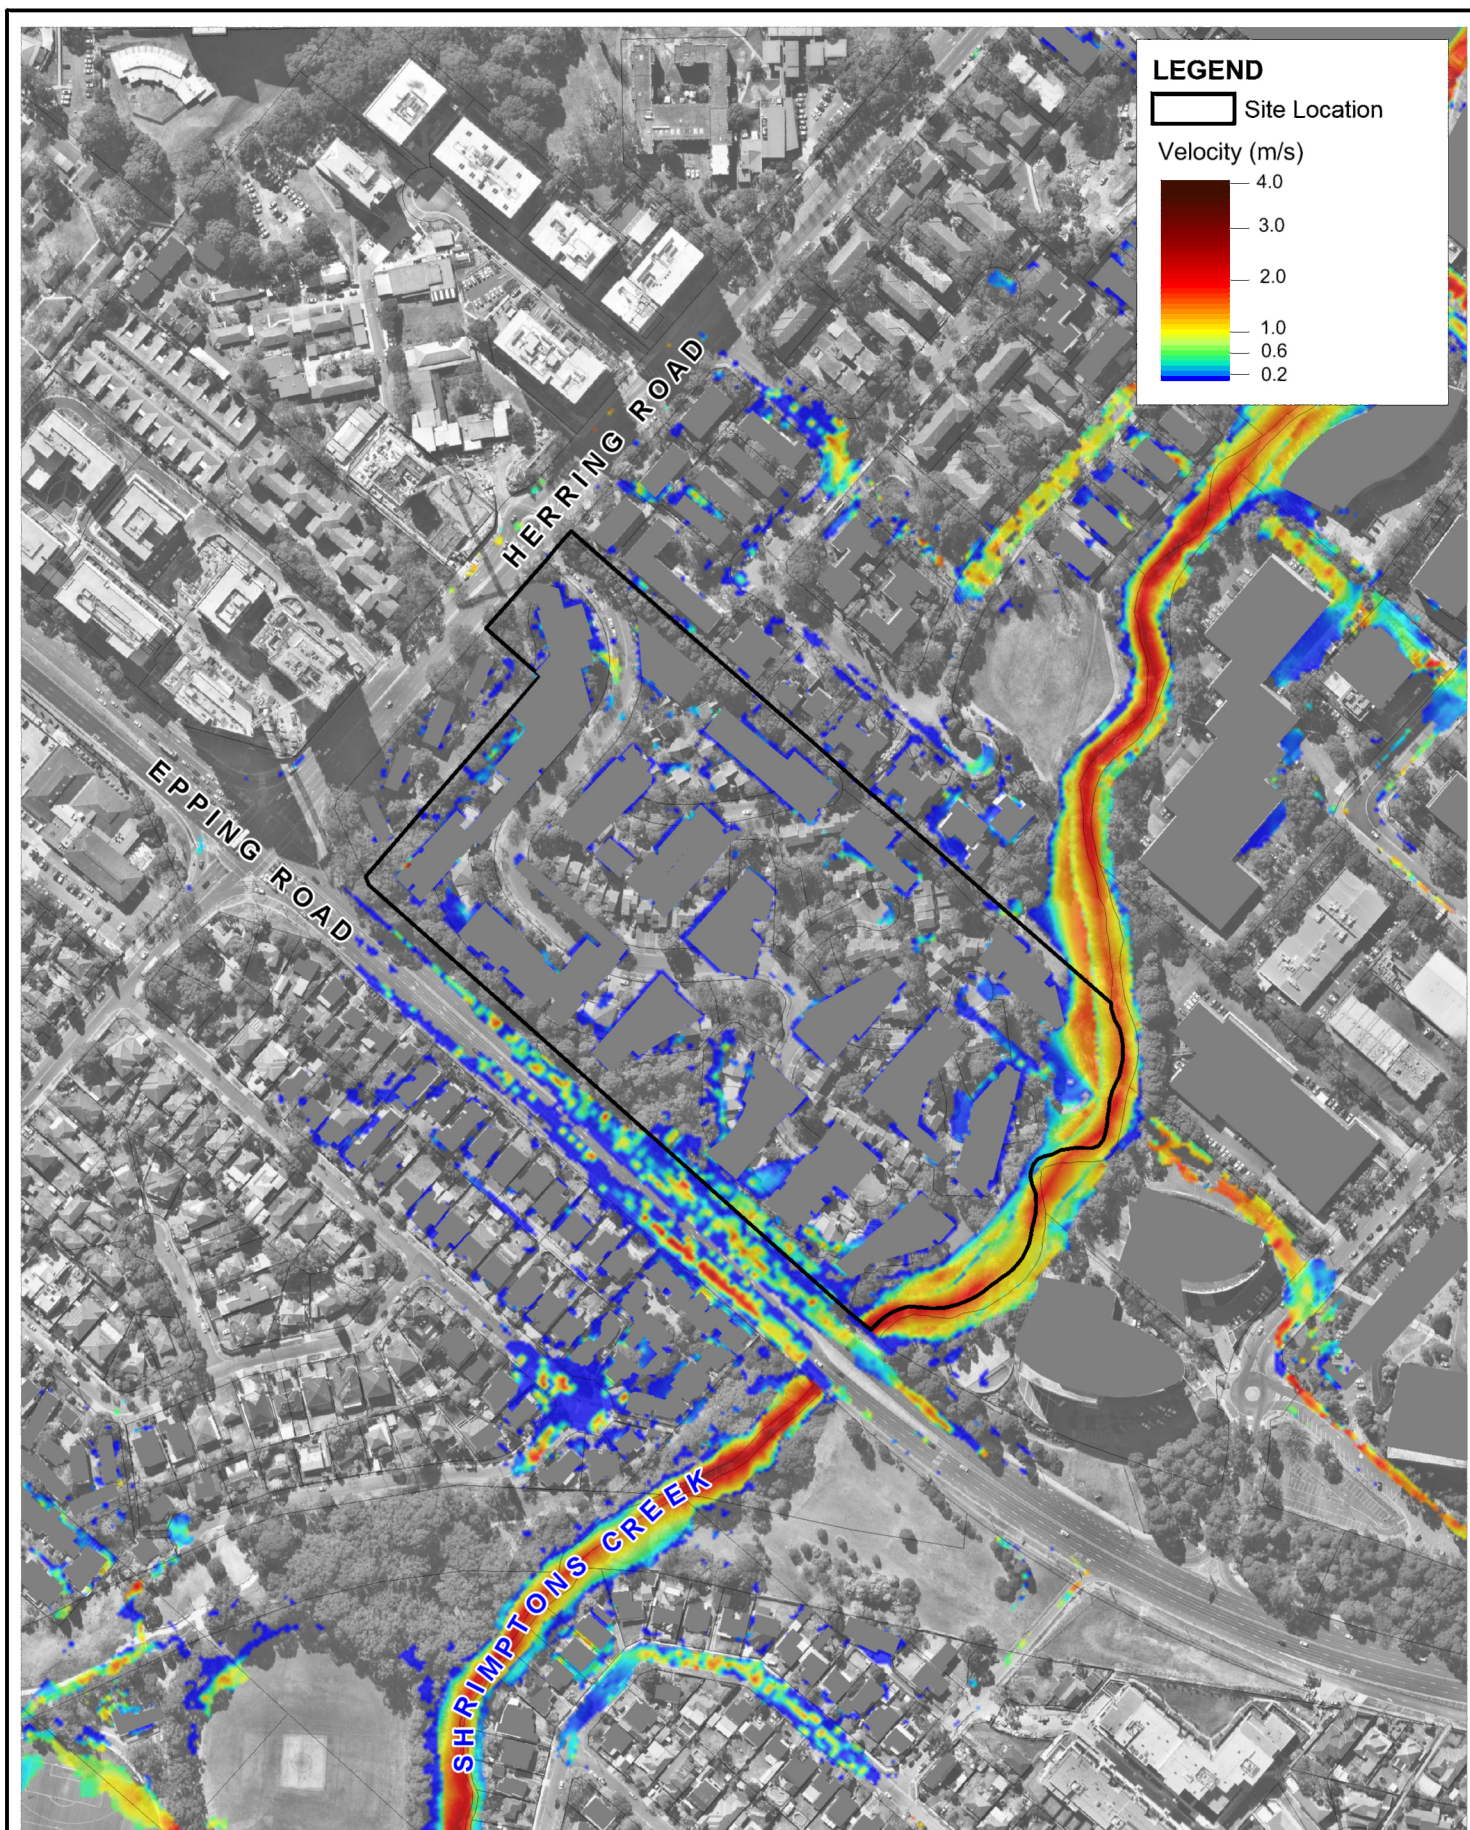 LEGEND
Site Location
Velocity (m/s)
4.0
3.0
2.0
1.0
0.6
0.2
HERRING ROAD
EPPING ROAD
SHRIMPTONS CREEK